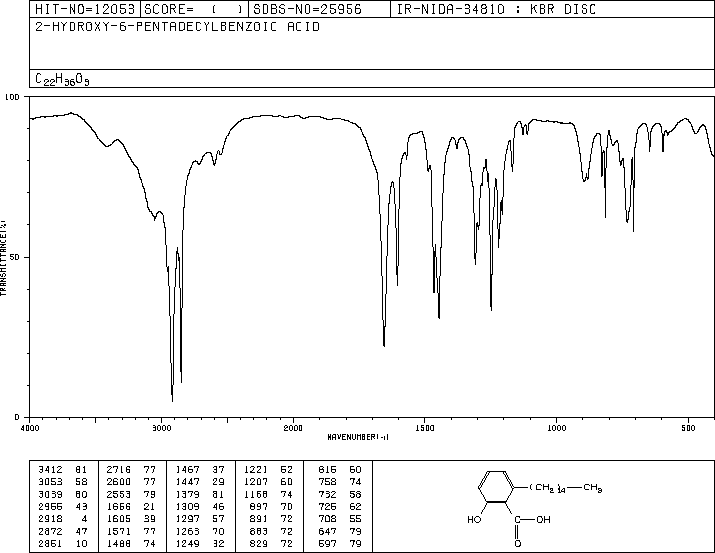 HIT-NO=12053 SCORE= ( ) SDBS-NO=25956 IR-NIDA-34810 : KBR DISC
2-HYDROXY-6-PENTADECYLBENZOIC ACID
C22H36O3
100
50
0
TRANSMITTANCE(%)
4000 3000 2000 1500 1000 500
WAVENUMBER(-1)
3412 81 2716 77 1467 37 1221 52 816 60
3053 58 2600 77 1447 29 1207 60 758 74
3039 60 2553 79 1379 81 1168 74 732 58
2955 43 1656 21 1309 46 897 70 726 62
2918 4 1605 39 1297 57 891 72 708 55
2872 47 1571 77 1263 70 883 72 647 79
2851 10 1488 74 1249 32 829 72 597 79
(CH2)14 CH3
HO C OH
O